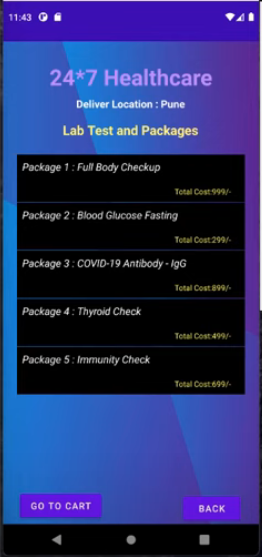 11:43
24*7 Healthcare
Deliver Location : Pune
Lab Test and Packages
Package 1 : Full Body Checkup
Total Cost:999/-
Package 2 : Blood Glucose Fasting
Total Cost:299/-
Package 3 : COVID-19 Antibody - IgG
Total Cost:899/-
Package 4 : Thyroid Check
Total Cost:499/-
Package 5 : Immunity Check
Total Cost:699/-
GO TO CART
BACK